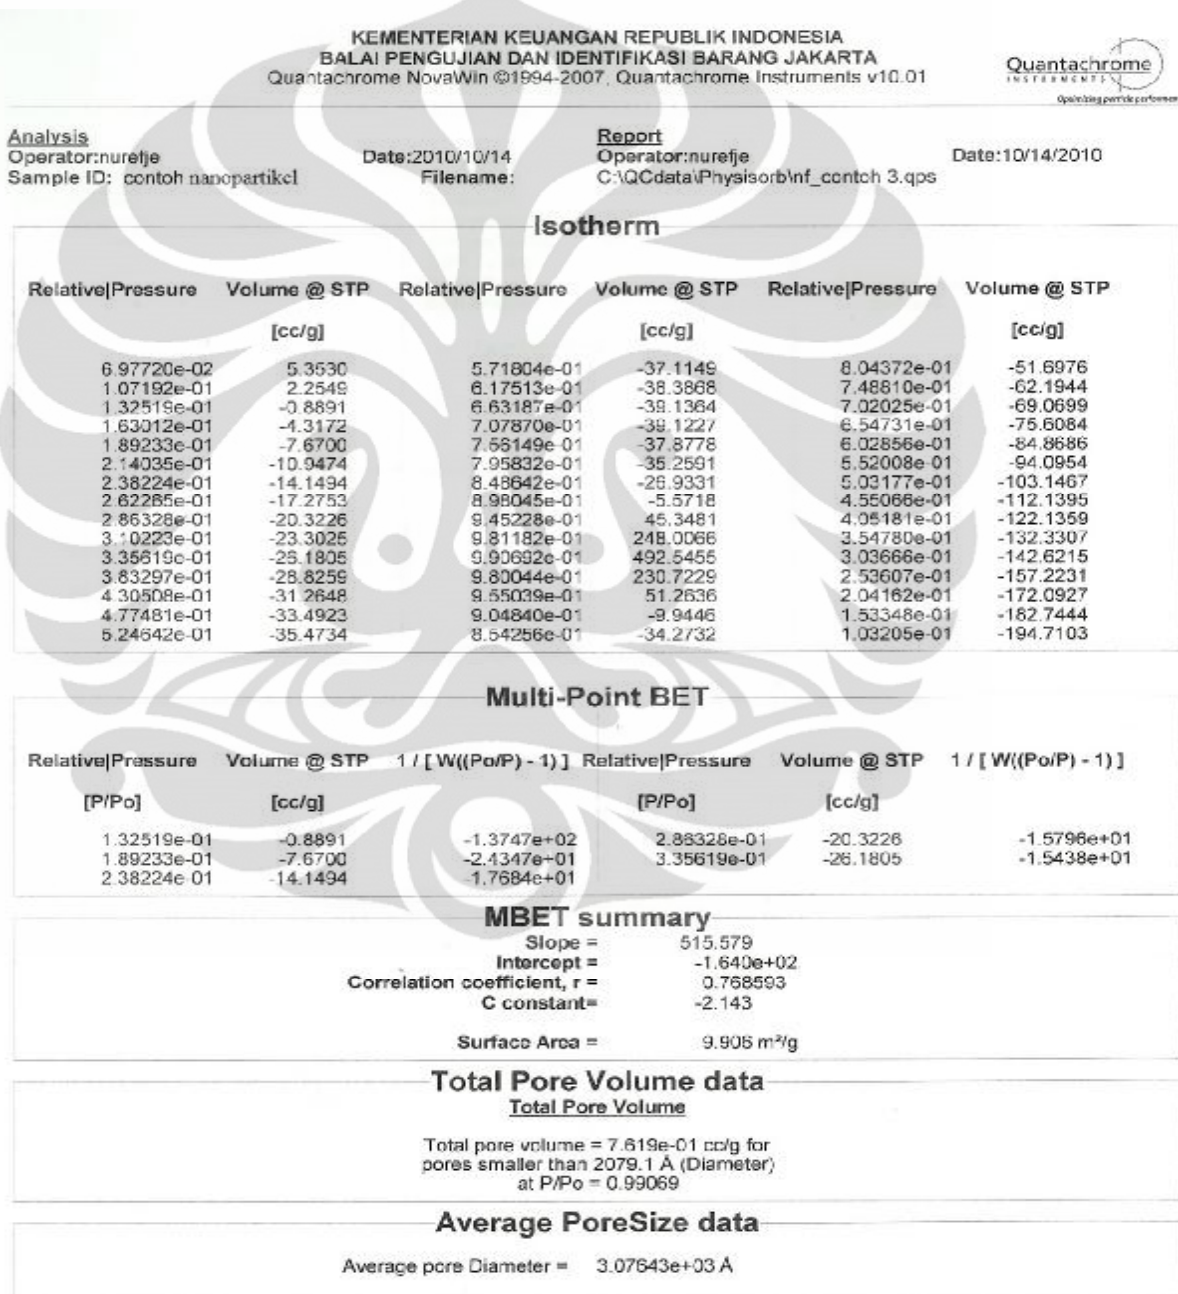 KEMENTERIAN KEUANGAN REPUBLIK INDONESIA
BALAI PENGUJIAN DAN IDENTIFIKASI BARANG JAKARTA
Quantachrome NovaWin ©1994-2007, Quantachrome Instruments v10.01
Quantachrome
INSTRUMENTS
Analysis Report
Operator:nurefje Date:2010/10/14 Operator:nurefje Date:10/14/2010
Sample ID: contoh nanopartikel Filename: C:\QCdata\Physisorb\nf_contoh 3.qps
Isotherm
Relative|Pressure Volume @ STP Relative|Pressure Volume @ STP Relative|Pressure Volume @ STP
[cc/g] [cc/g] [cc/g]
6.97720e-02 5.3530 5.71804e-01 -37.1149 8.04372e-01 -51.6976
1.07192e-01 2.2549 6.17513e-01 -38.3868 7.48810e-01 -62.1944
1.32519e-01 -0.8891 6.63187e-01 -39.1364 7.02025e-01 -69.0699
1.63012e-01 -4.3172 7.07870e-01 -39.1227 6.54731e-01 -75.6084
1.89233e-01 -7.6700 7.56149e-01 -37.8778 6.02856e-01 -84.8686
2.14035e-01 -10.9474 7.95832e-01 -35.2591 5.52008e-01 -94.0954
2.38224e-01 -14.1494 8.48642e-01 -26.9331 5.03177e-01 -103.1467
2.62265e-01 -17.2753 8.98045e-01 -5.5718 4.55066e-01 -112.1395
2.86328e-01 -20.3226 9.45228e-01 45.3481 4.05181e-01 -122.1359
3.10223e-01 -23.3025 9.81182e-01 248.0066 3.54780e-01 -132.3307
3.35619e-01 -26.1805 9.90692e-01 492.5455 3.03666e-01 -142.6215
3.83297e-01 -28.8259 9.80044e-01 230.7229 2.53607e-01 -157.2231
4.30508e-01 -31.2648 9.55039e-01 51.2636 2.04162e-01 -172.0927
4.77481e-01 -33.4923 9.04840e-01 -9.9446 1.53348e-01 -182.7444
5.24642e-01 -35.4734 8.54256e-01 -34.2732 1.03205e-01 -194.7103
Multi-Point BET
Relative|Pressure Volume @ STP 1 / [ W((Po/P) - 1) ] Relative|Pressure Volume @ STP 1 / [ W((Po/P) - 1) ]
[P/Po] [cc/g] [P/Po] [cc/g]
1.32519e-01 -0.8891 -1.3747e+02 2.86328e-01 -20.3226 -1.5796e+01
1.89233e-01 -7.6700 -2.4347e+01 3.35619e-01 -26.1805 -1.5438e+01
2.38224e-01 -14.1494 -1.7684e+01
MBET summary
Slope = 515.579
Intercept = -1.640e+02
Correlation coefficient, r = 0.768593
C constant= -2.143
Surface Area = 9.906 m²/g
Total Pore Volume data
Total Pore Volume
Total pore volume = 7.619e-01 cc/g for
pores smaller than 2079.1 Å (Diameter)
at P/Po = 0.99069
Average PoreSize data
Average pore Diameter = 3.07643e+03 Å